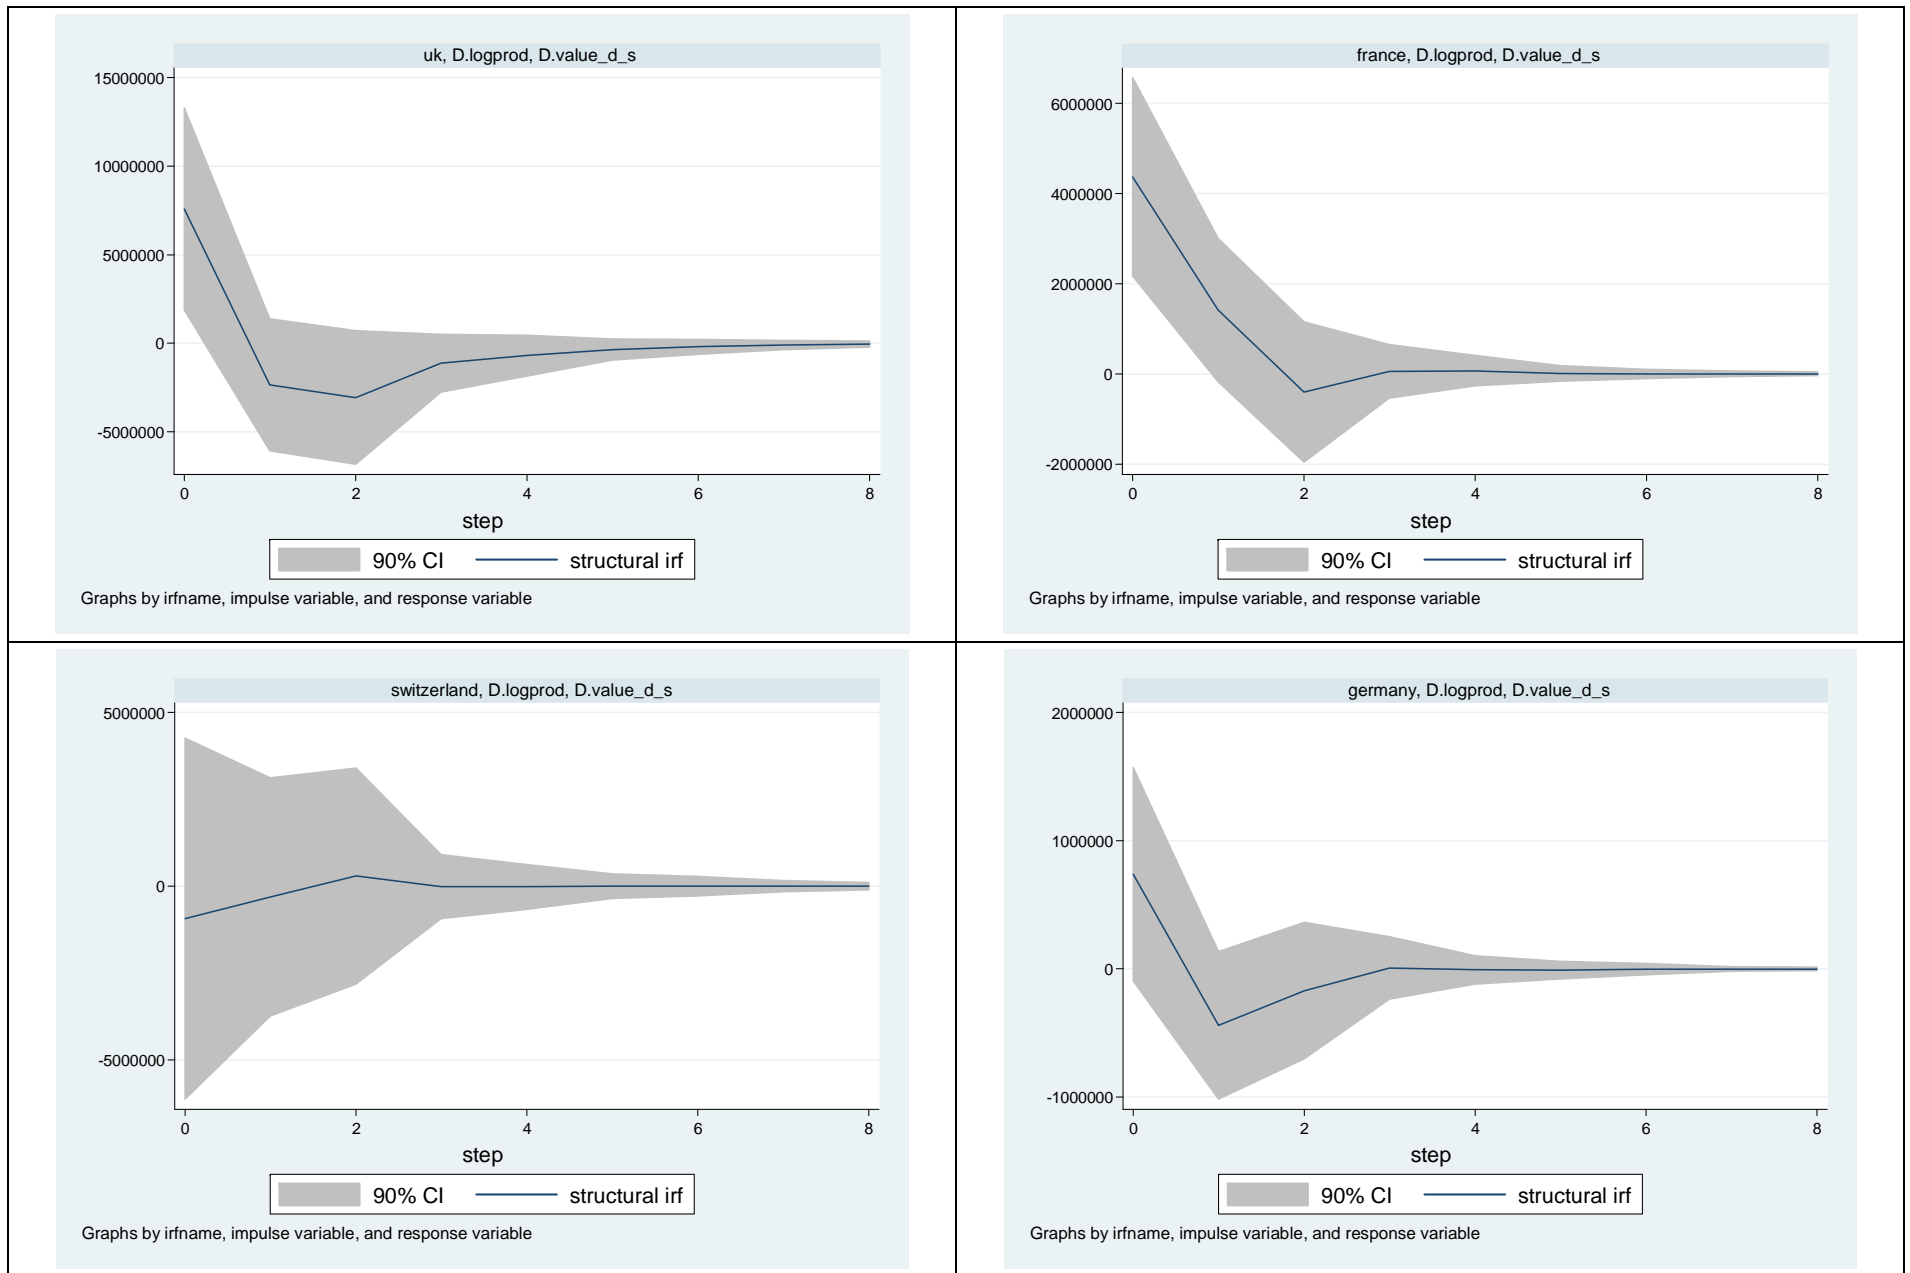 uk, D.logprod, D.value_d_s
15000000
10000000
5000000
0
-5000000
0 2 4 6 8
step
90% CI structural irf
Graphs by irfname, impulse variable, and response variable
france, D.logprod, D.value_d_s
6000000
4000000
2000000
0
-2000000
0 2 4 6 8
step
90% CI structural irf
Graphs by irfname, impulse variable, and response variable
switzerland, D.logprod, D.value_d_s
5000000
0
-5000000
0 2 4 6 8
step
90% CI structural irf
Graphs by irfname, impulse variable, and response variable
germany, D.logprod, D.value_d_s
2000000
1000000
0
-1000000
0 2 4 6 8
step
90% CI structural irf
Graphs by irfname, impulse variable, and response variable